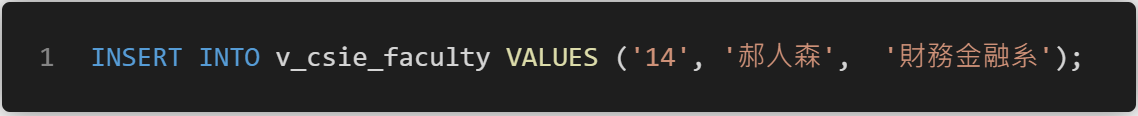 1 INSERT INTO v_csie_faculty VALUES ('14', '郝人森',  '財務金融系');